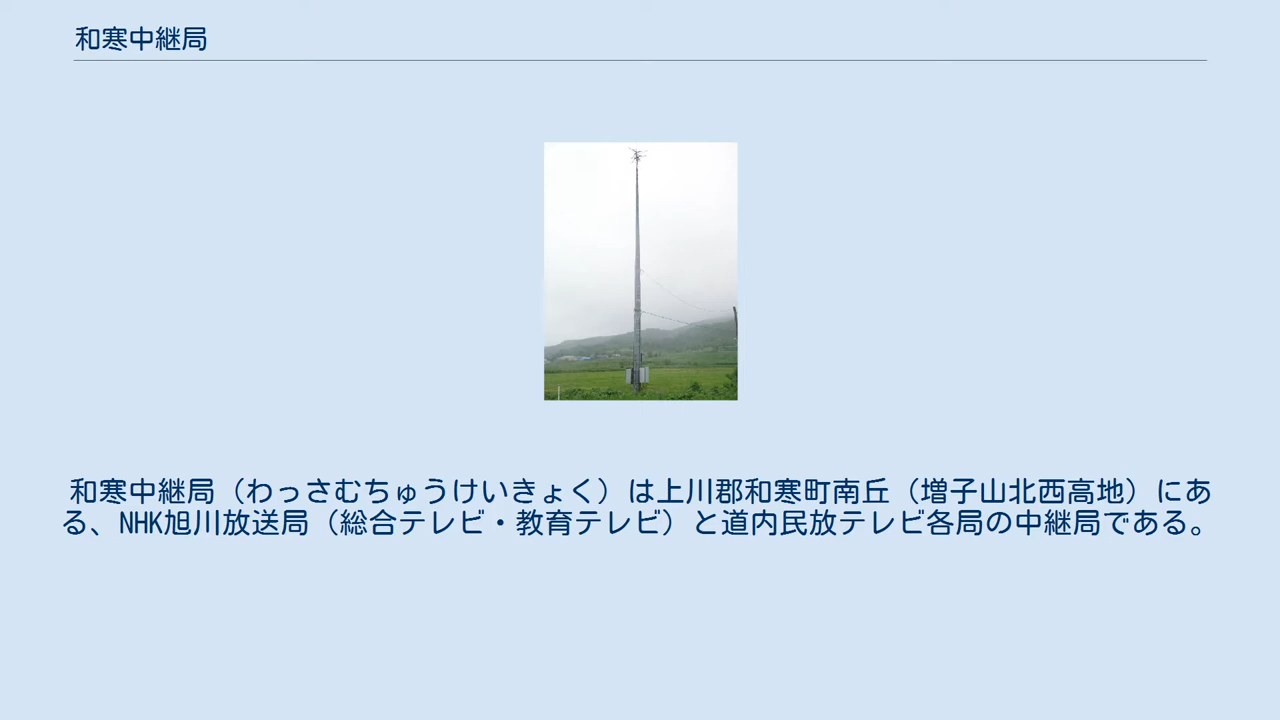 和寒中継局
和寒中継局（わっさむちゅうけいきょく）は上川郡和寒町南丘（増子山北西高地）にあ
る、NHK旭川放送局（総合テレビ・教育テレビ）と道内民放テレビ各局の中継局である。